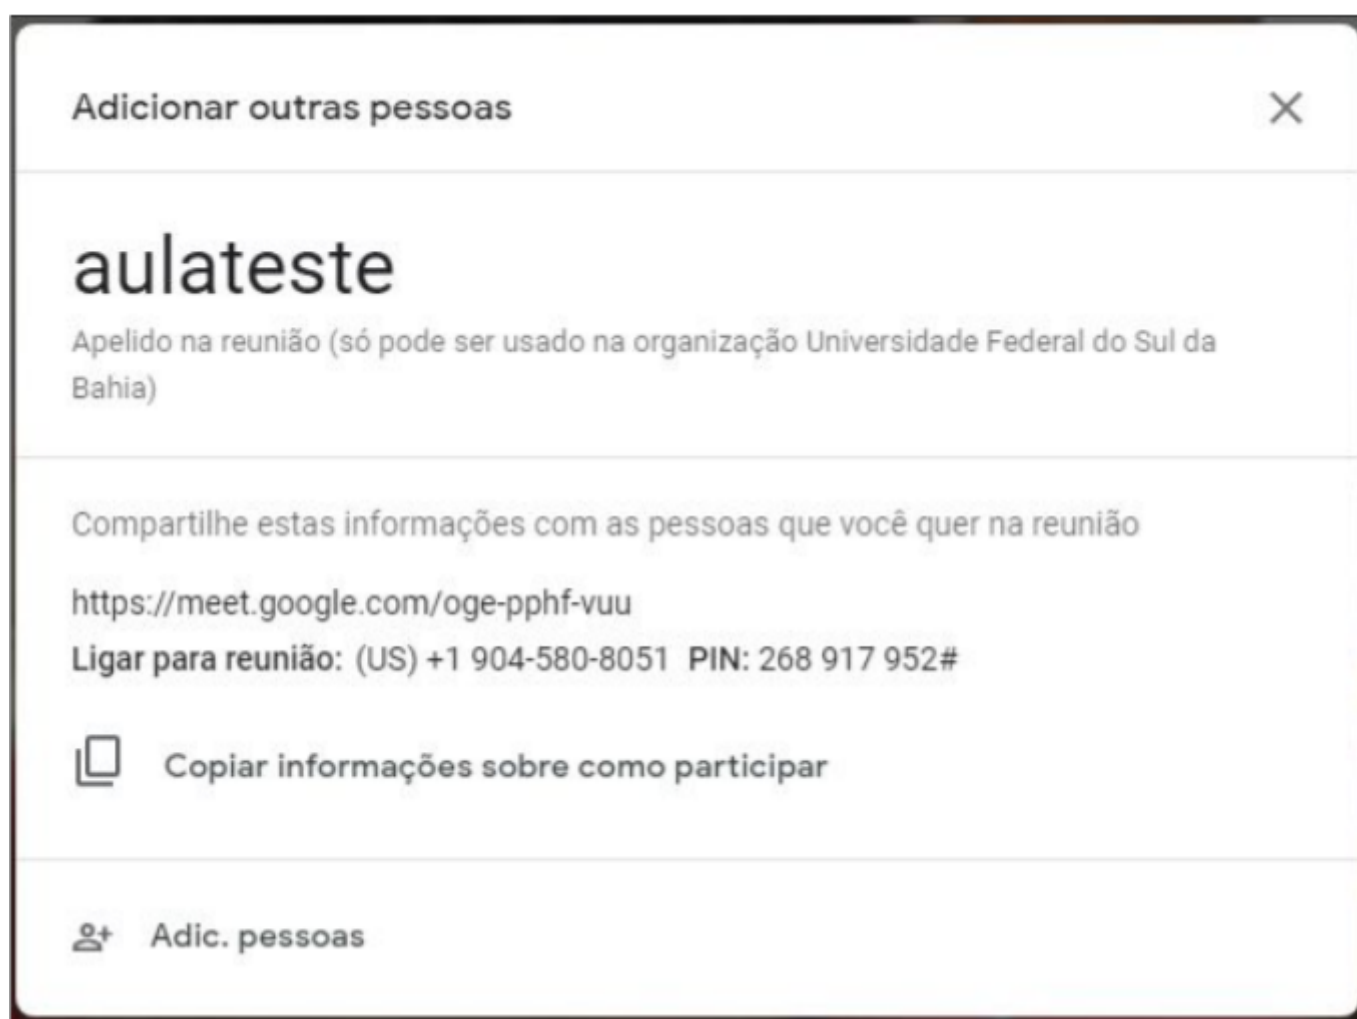 Adicionar outras pessoas
aulateste
Apelido na reunião (só pode ser usado na organização Universidade Federal do Sul da
Bahia)
Compartilhe estas informações com as pessoas que você quer na reunião
https://meet.google.com/oge-pphf-vuu
Ligar para reunião: (US) +1 904-580-8051 PIN: 268 917 952#
Copiar informações sobre como participar
Adic. pessoas